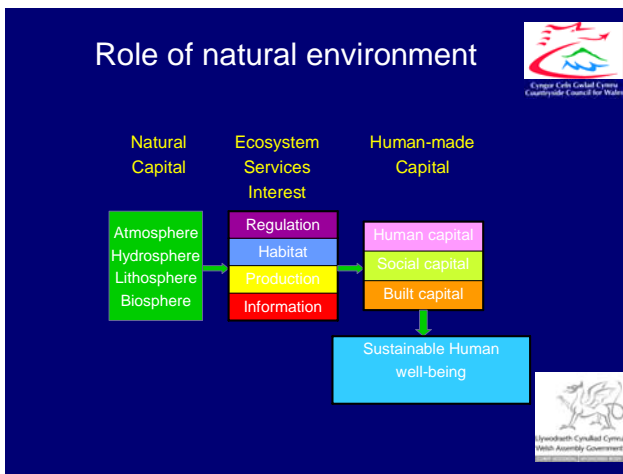 Role of natural environment
Cyngor Cefn Gwlad Cymru
Countryside Council for Wales
Natural
Capital
Ecosystem
Services
Interest
Human-made
Capital
Atmosphere
Hydrosphere
Lithosphere
Biosphere
Regulation
Habitat
Production
Information
Human capital
Social capital
Built capital
Sustainable Human
well-being
Llywodraeth Cynulliad Cymru
Welsh Assembly Government